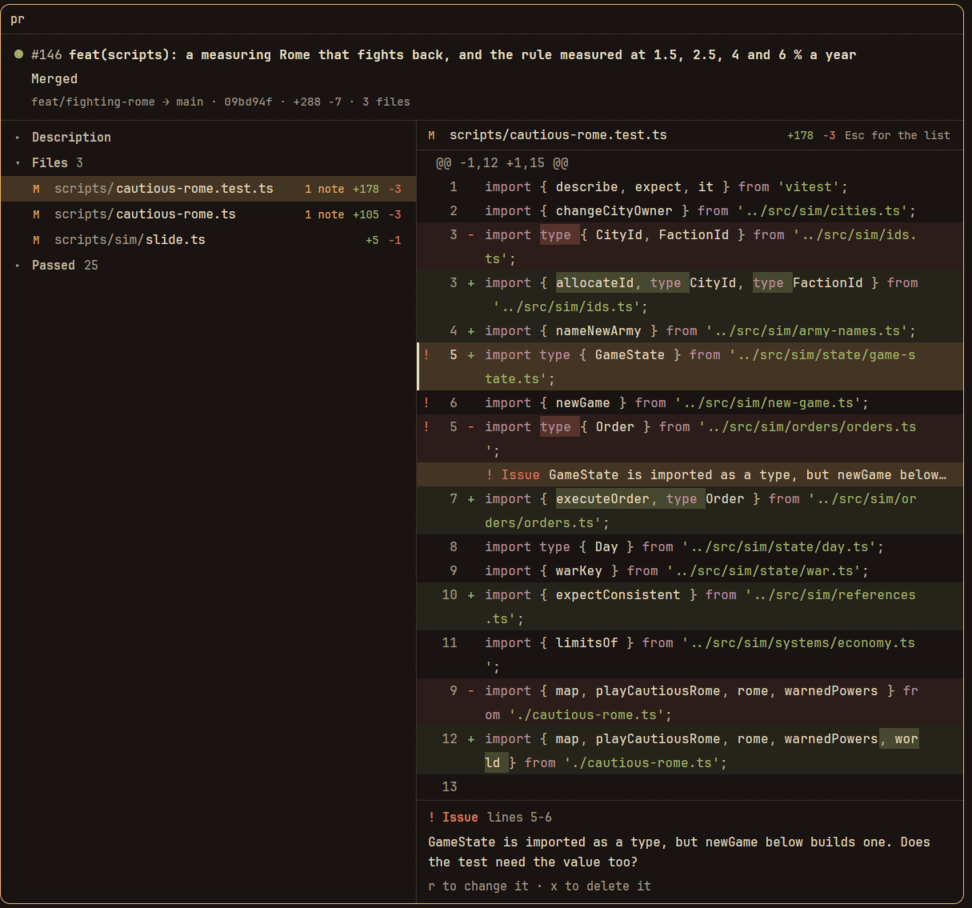 pr
#146 feat(scripts): a measuring Rome that fights back, and the rule measured at 1.5, 2.5, 4 and 6 % a year
Merged
feat/fighting-rome → main · 09bd94f · +288 -7 · 3 files
▸ Description
▾ Files 3
M scripts/cautious-rome.test.ts 1 note +178 -3
M scripts/cautious-rome.ts 1 note +105 -3
M scripts/sim/slide.ts +5 -1
▸ Passed 25
M scripts/cautious-rome.test.ts +178 -3 Esc for the list
@@ -1,12 +1,15 @@
1 import { describe, expect, it } from 'vitest';
2 import { changeCityOwner } from '../src/sim/cities.ts';
3 - import type { CityId, FactionId } from '../src/sim/ids.
ts';
3 + import { allocateId, type CityId, type FactionId } from
'../src/sim/ids.ts';
4 + import { nameNewArmy } from '../src/sim/army-names.ts';
! 5 + import type { GameState } from '../src/sim/state/game-s
tate.ts';
! 6 import { newGame } from '../src/sim/new-game.ts';
! 5 - import type { Order } from '../src/sim/orders/orders.ts
';
! Issue GameState is imported as a type, but newGame below…
7 + import { executeOrder, type Order } from '../src/sim/or
ders/orders.ts';
8 import type { Day } from '../src/sim/state/day.ts';
9 import { warKey } from '../src/sim/state/war.ts';
10 + import { expectConsistent } from '../src/sim/references
.ts';
11 import { limitsOf } from '../src/sim/systems/economy.ts
';
9 - import { map, playCautiousRome, rome, warnedPowers } fr
om './cautious-rome.ts';
12 + import { map, playCautiousRome, rome, warnedPowers, wor
ld } from './cautious-rome.ts';
13
! Issue lines 5-6
GameState is imported as a type, but newGame below builds one. Does
the test need the value too?
r to change it · x to delete it